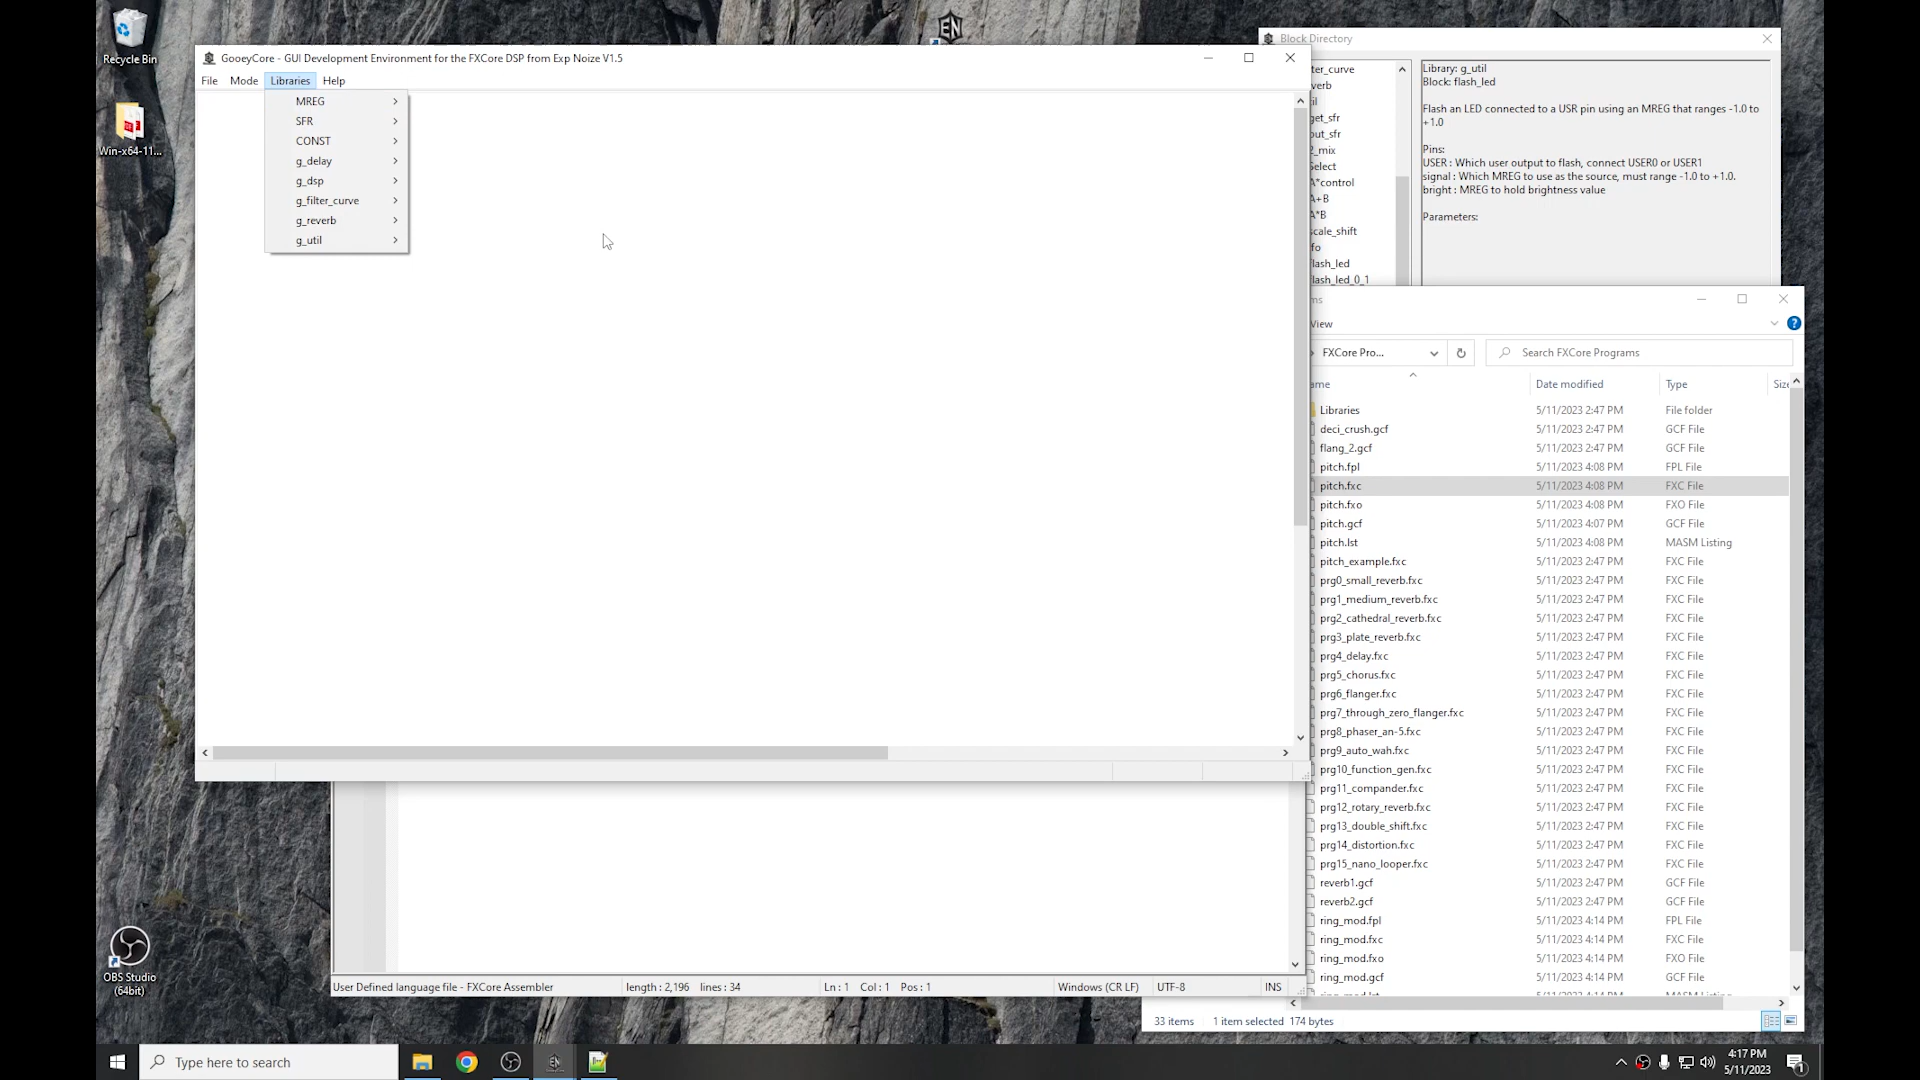 Recycle Bin
Win-x64-11...
OBS Studio
(64bit)
EN
GooeyCore - GUI Development Environment for the FXCore DSP from Exp Noize V1.5
File Mode Libraries Help
MREG
SFR
CONST
g_delay
g_dsp
g_filter_curve
g_reverb
g_util
Block Directory
ter_curve
verb
til
get_sfr
out_sfr
2_mix
select
A*control
A+B
A*B
scale_shift
lfo
flash_led
flash_led_0_1
Library: g_util
Block: flash_led
Flash an LED connected to a USR pin using an MREG that ranges -1.0 to
+1.0
Pins:
USER : Which user output to flash, connect USER0 or USER1
signal : Which MREG to use as the source, must range -1.0 to +1.0.
bright : MREG to hold brightness value
Parameters:
ms
View
FXCore Pro... Search FXCore Programs
ame Date modified Type Size
Libraries 5/11/2023 2:47 PM File folder
deci_crush.gcf 5/11/2023 2:47 PM GCF File
flang_2.gcf 5/11/2023 2:47 PM GCF File
pitch.fpl 5/11/2023 4:08 PM FPL File
pitch.fxc 5/11/2023 4:08 PM FXC File
pitch.fxo 5/11/2023 4:08 PM FXO File
pitch.gcf 5/11/2023 4:07 PM GCF File
pitch.lst 5/11/2023 4:08 PM MASM Listing
pitch_example.fxc 5/11/2023 2:47 PM FXC File
prg0_small_reverb.fxc 5/11/2023 2:47 PM FXC File
prg1_medium_reverb.fxc 5/11/2023 2:47 PM FXC File
prg2_cathedral_reverb.fxc 5/11/2023 2:47 PM FXC File
prg3_plate_reverb.fxc 5/11/2023 2:47 PM FXC File
prg4_delay.fxc 5/11/2023 2:47 PM FXC File
prg5_chorus.fxc 5/11/2023 2:47 PM FXC File
prg6_flanger.fxc 5/11/2023 2:47 PM FXC File
prg7_through_zero_flanger.fxc 5/11/2023 2:47 PM FXC File
prg8_phaser_an-5.fxc 5/11/2023 2:47 PM FXC File
prg9_auto_wah.fxc 5/11/2023 2:47 PM FXC File
prg10_function_gen.fxc 5/11/2023 2:47 PM FXC File
prg11_compander.fxc 5/11/2023 2:47 PM FXC File
prg12_rotary_reverb.fxc 5/11/2023 2:47 PM FXC File
prg13_double_shift.fxc 5/11/2023 2:47 PM FXC File
prg14_distortion.fxc 5/11/2023 2:47 PM FXC File
prg15_nano_looper.fxc 5/11/2023 2:47 PM FXC File
reverb1.gcf 5/11/2023 2:47 PM GCF File
reverb2.gcf 5/11/2023 2:47 PM GCF File
ring_mod.fpl 5/11/2023 4:14 PM FPL File
ring_mod.fxc 5/11/2023 4:14 PM FXC File
ring_mod.fxo 5/11/2023 4:14 PM FXO File
ring_mod.gcf 5/11/2023 4:14 PM GCF File
ring_mod.lst 5/11/2023 4:14 PM MASM Listing
33 items 1 item selected 174 bytes
User Defined language file - FXCore Assembler length : 2,196 lines : 34 Ln : 1 Col : 1 Pos : 1 Windows (CR LF) UTF-8 INS
Type here to search
4:17 PM
5/11/2023
1